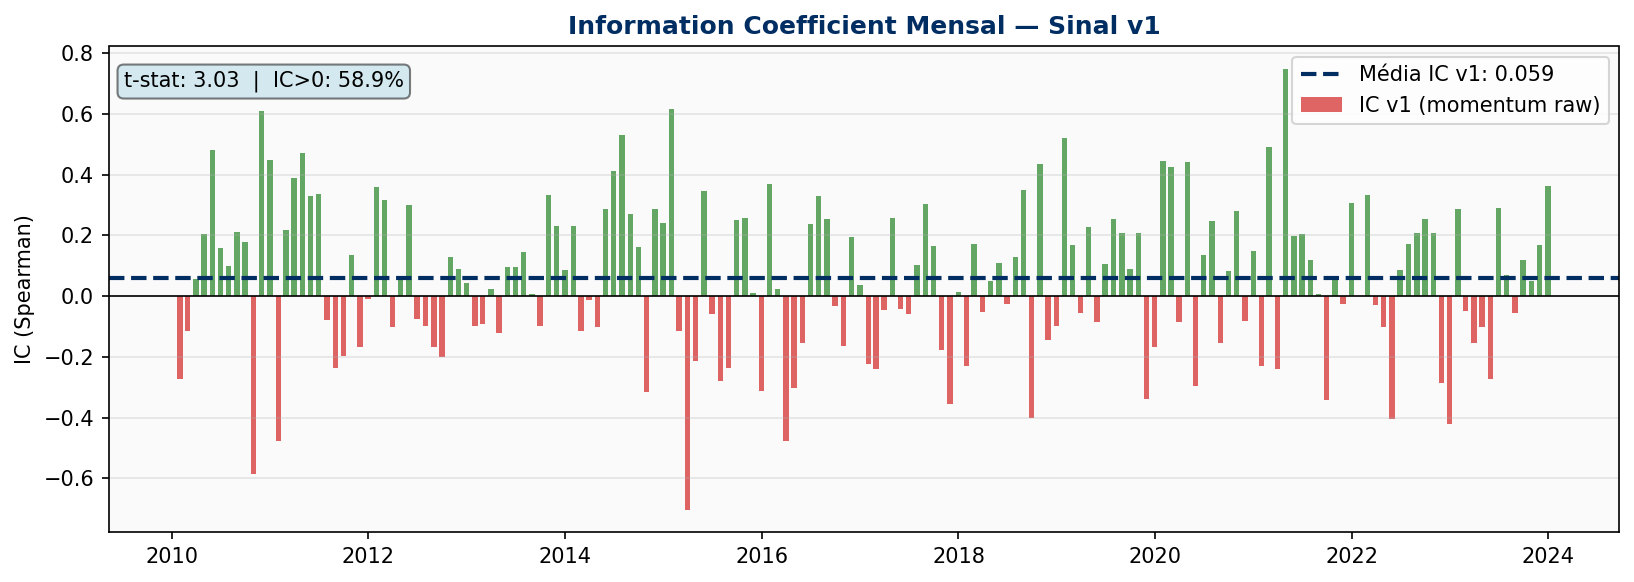 Information Coefficient Mensal — Sinal v1
t-stat: 3.03 | IC>0: 58.9%
Média IC v1: 0.059
IC v1 (momentum raw)
IC (Spearman)
0.8
0.6
0.4
0.2
0.0
−0.2
−0.4
−0.6
2010 2012 2014 2016 2018 2020 2022 2024